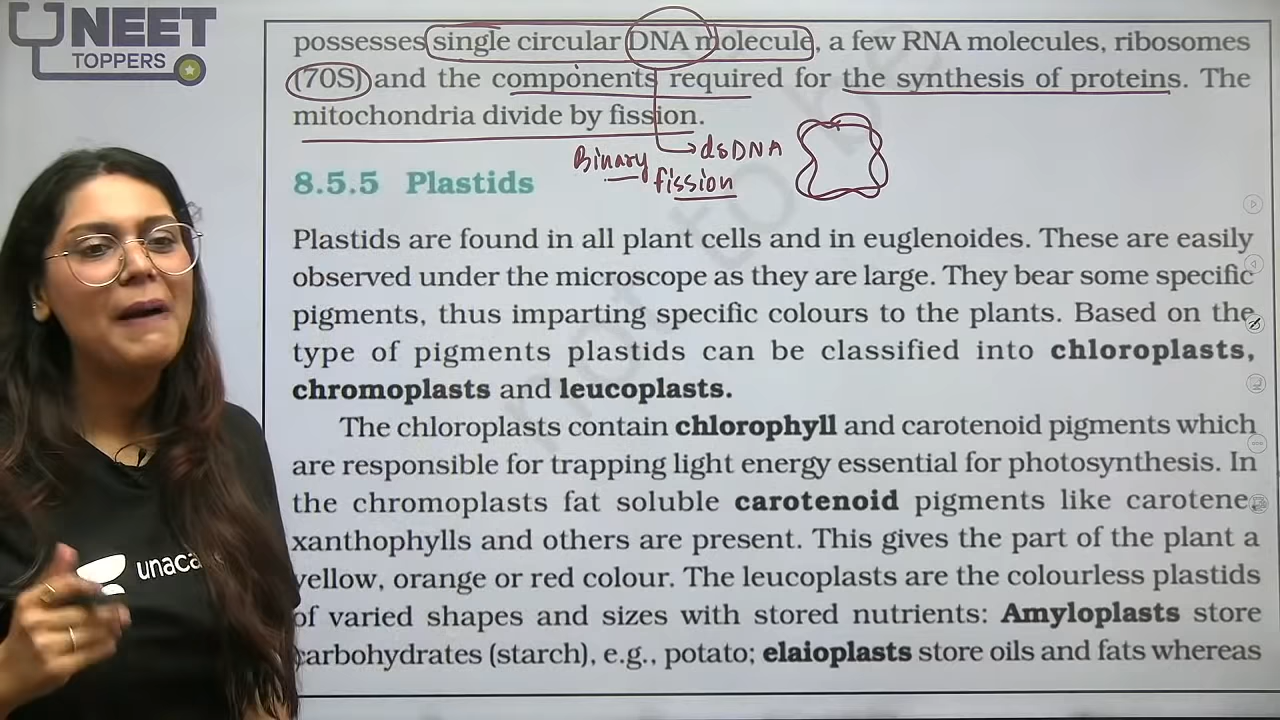 NEET
TOPPERS
possesses single circular DNA molecule, a few RNA molecules, ribosomes
(70S) and the components required for the synthesis of proteins. The
mitochondria divide by fission.
Binary
fission
dsDNA
8.5.5 Plastids
Plastids are found in all plant cells and in euglenoides. These are easily
observed under the microscope as they are large. They bear some specific
pigments, thus imparting specific colours to the plants. Based on the
type of pigments plastids can be classified into chloroplasts,
chromoplasts and leucoplasts.
The chloroplasts contain chlorophyll and carotenoid pigments which
are responsible for trapping light energy essential for photosynthesis. In
the chromoplasts fat soluble carotenoid pigments like carotene,
xanthophylls and others are present. This gives the part of the plant a
yellow, orange or red colour. The leucoplasts are the colourless plastids
of varied shapes and sizes with stored nutrients: Amyloplasts store
carbohydrates (starch), e.g., potato; elaioplasts store oils and fats whereas
not to be
unaca